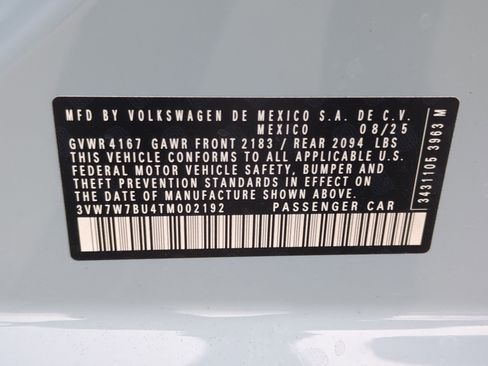 MFD BY VOLKSWAGEN DE MEXICO S.A. DE C.V.
MEXICO 08/25
GVWR 4167 GAWR FRONT 2183 / REAR 2094 LBS
THIS VEHICLE CONFORMS TO ALL APPLICABLE U.S.
FEDERAL MOTOR VEHICLE SAFETY, BUMPER AND
THEFT PREVENTION STANDARDS IN EFFECT ON THE
DATE OF MANUFACTURE SHOWN ABOVE.
3VW7W7BU4TM002192 PASSENGER CAR
3431105 3963 M